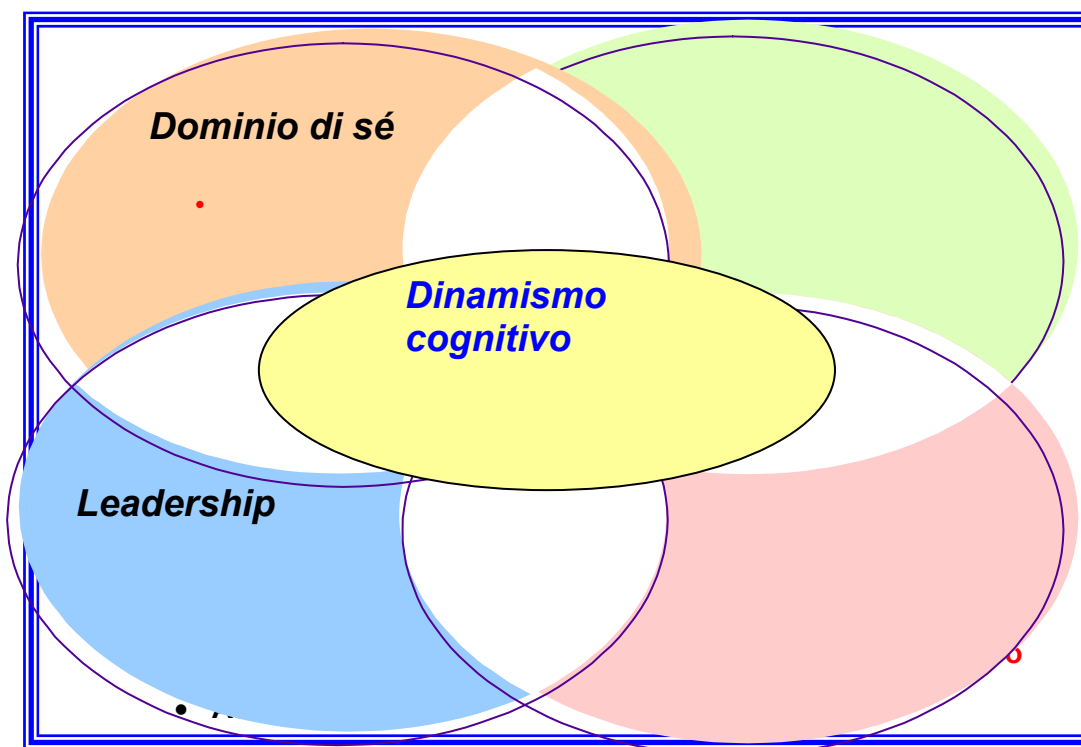 Dominio di sé
•
Dinamismo
cognitivo
Leadership
•